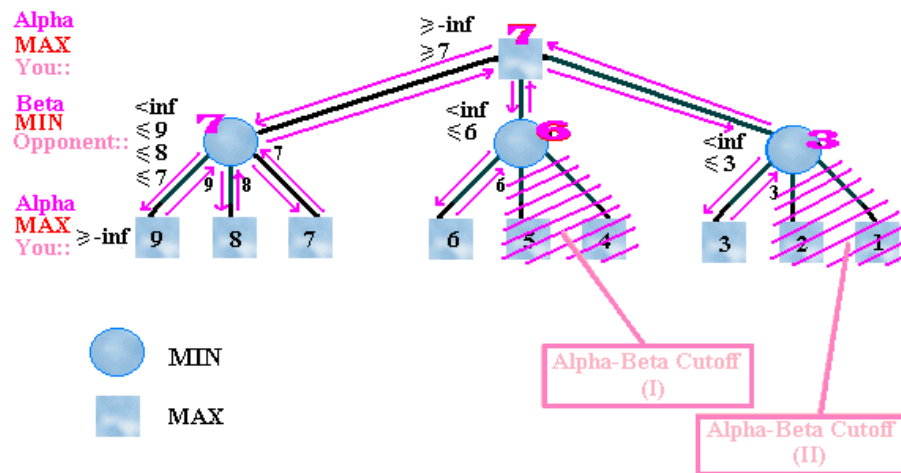 Alpha
MAX
You::
≥-inf
≥7
7
Beta
MIN
Opponent::
<inf
≤9
≤8
≤7
7
7
9
8
<inf
≤6
6
6
<inf
≤3
3
3
Alpha
MAX
You::
≥-inf
9
8
7
6
5
4
3
2
1
MIN
MAX
Alpha-Beta Cutoff
(I)
Alpha-Beta Cutoff
(II)